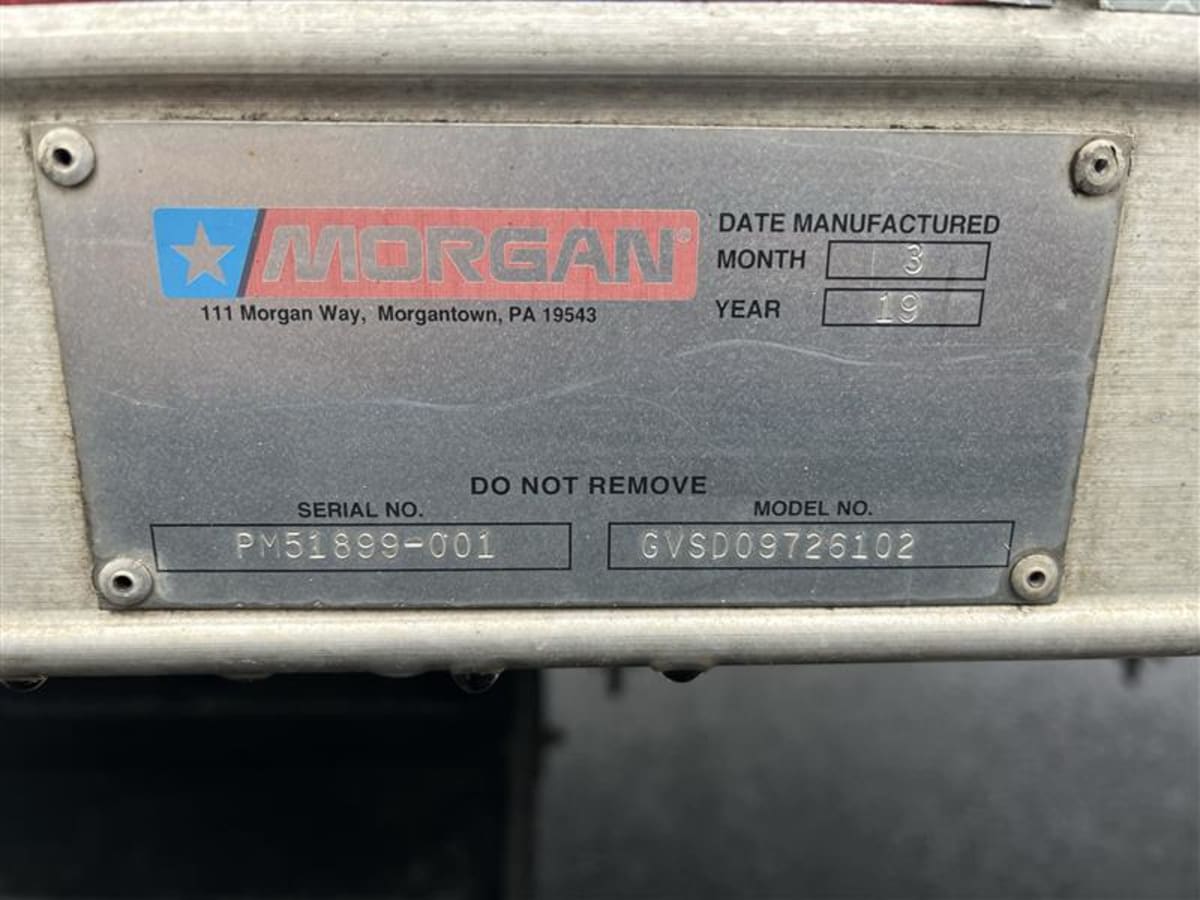 MORGAN®
111 Morgan Way, Morgantown, PA 19543
DATE MANUFACTURED
MONTH 3
YEAR 19
DO NOT REMOVE
SERIAL NO. MODEL NO.
PM51899-001 GVSD09726102